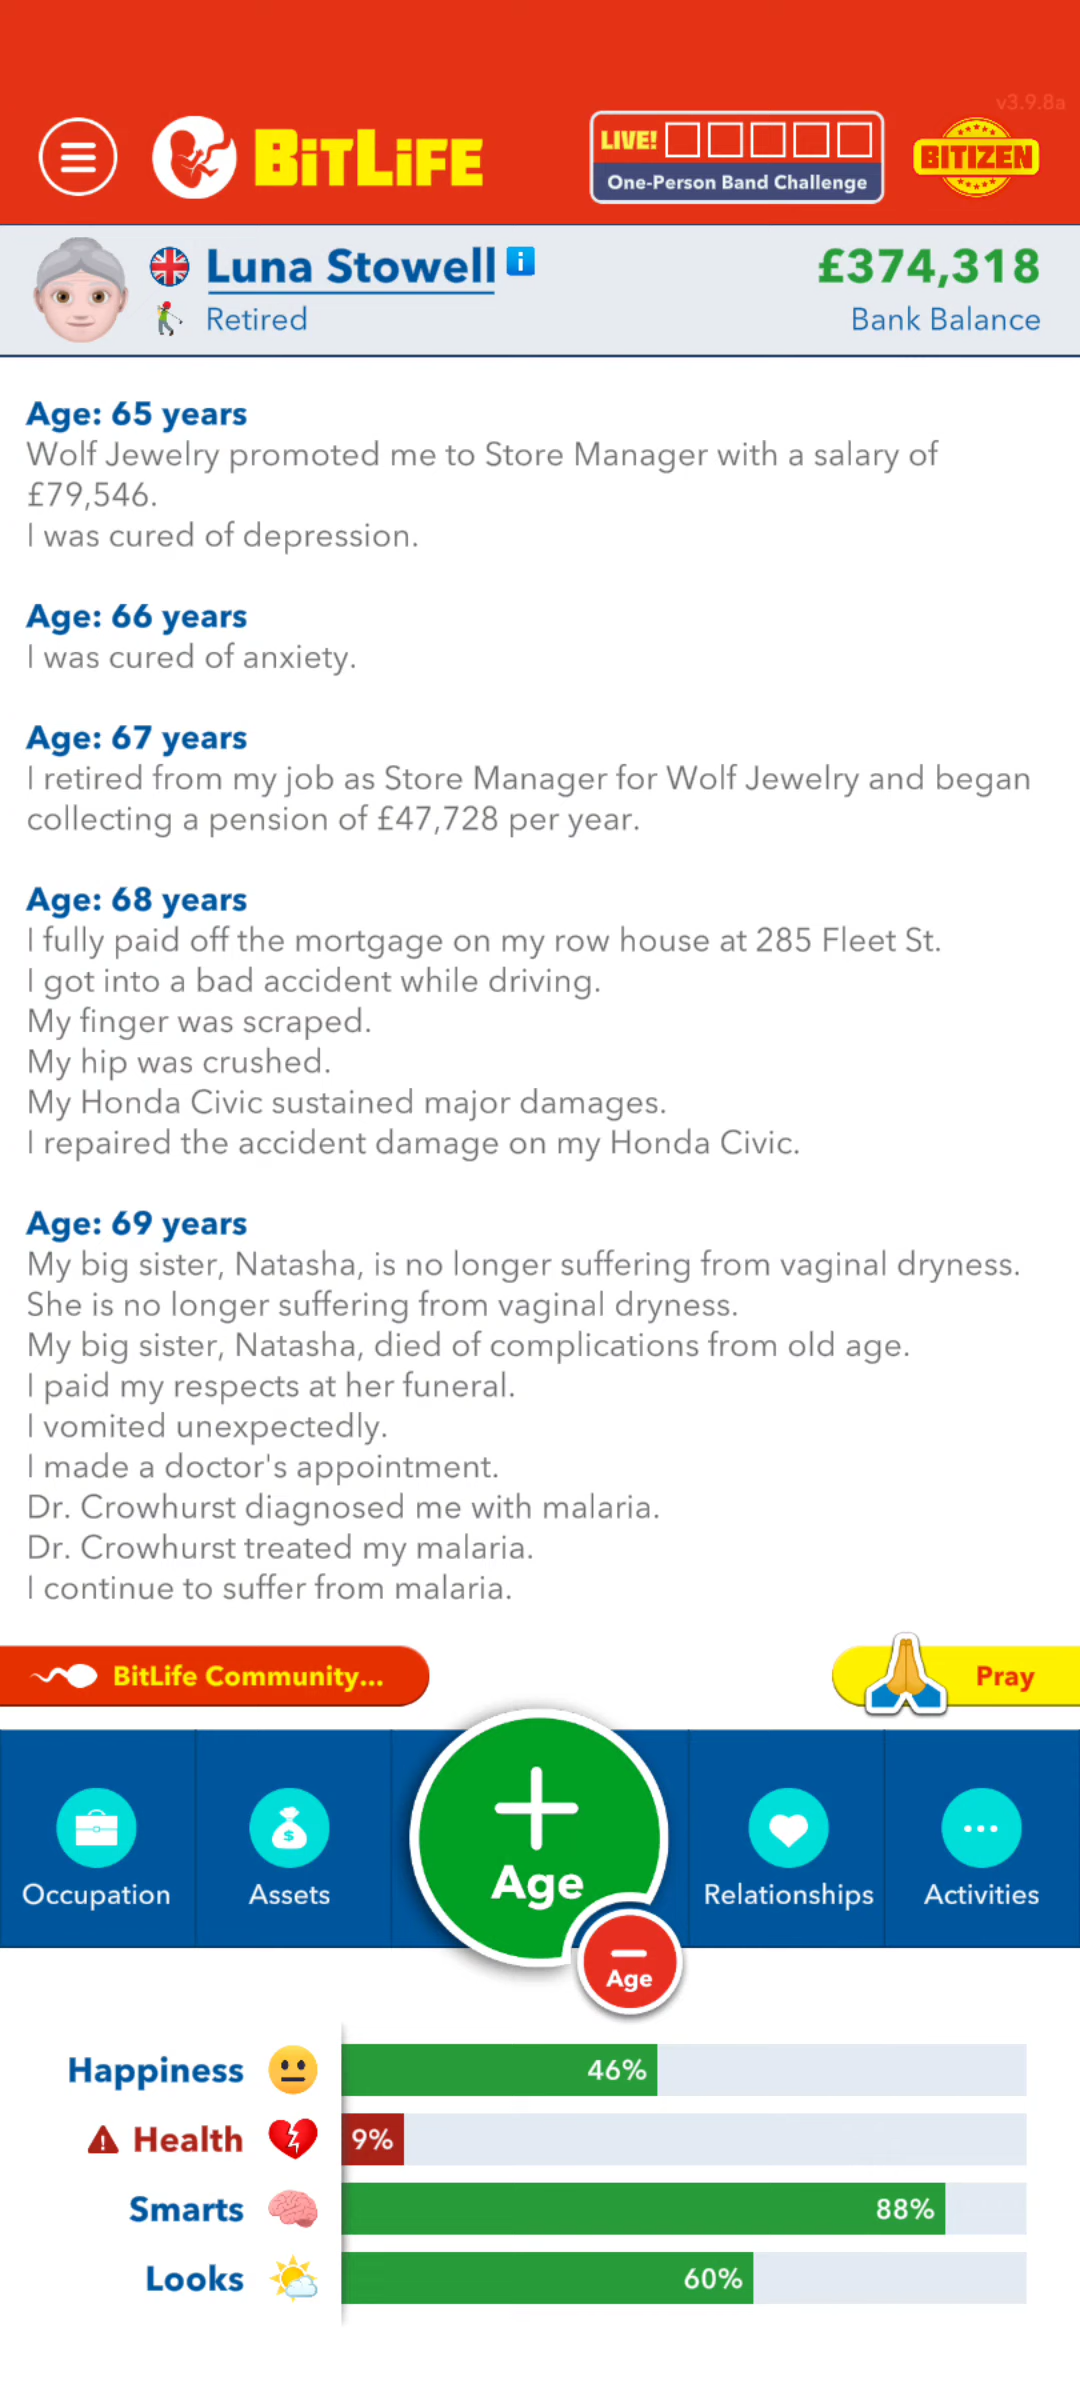 v3.9.8a
BITLIFE
LIVE!
One-Person Band Challenge
BITIZEN
Luna Stowell
£374,318
Retired
Bank Balance
Age: 65 years
Wolf Jewelry promoted me to Store Manager with a salary of
£79,546.
I was cured of depression.
Age: 66 years
I was cured of anxiety.
Age: 67 years
I retired from my job as Store Manager for Wolf Jewelry and began
collecting a pension of £47,728 per year.
Age: 68 years
I fully paid off the mortgage on my row house at 285 Fleet St.
I got into a bad accident while driving.
My finger was scraped.
My hip was crushed.
My Honda Civic sustained major damages.
I repaired the accident damage on my Honda Civic.
Age: 69 years
My big sister, Natasha, is no longer suffering from vaginal dryness.
She is no longer suffering from vaginal dryness.
My big sister, Natasha, died of complications from old age.
I paid my respects at her funeral.
I vomited unexpectedly.
I made a doctor's appointment.
Dr. Crowhurst diagnosed me with malaria.
Dr. Crowhurst treated my malaria.
I continue to suffer from malaria.
BitLife Community...
Pray
Occupation
Assets
Age
Relationships
Activities
Age
Happiness 46%
Health 9%
Smarts 88%
Looks 60%